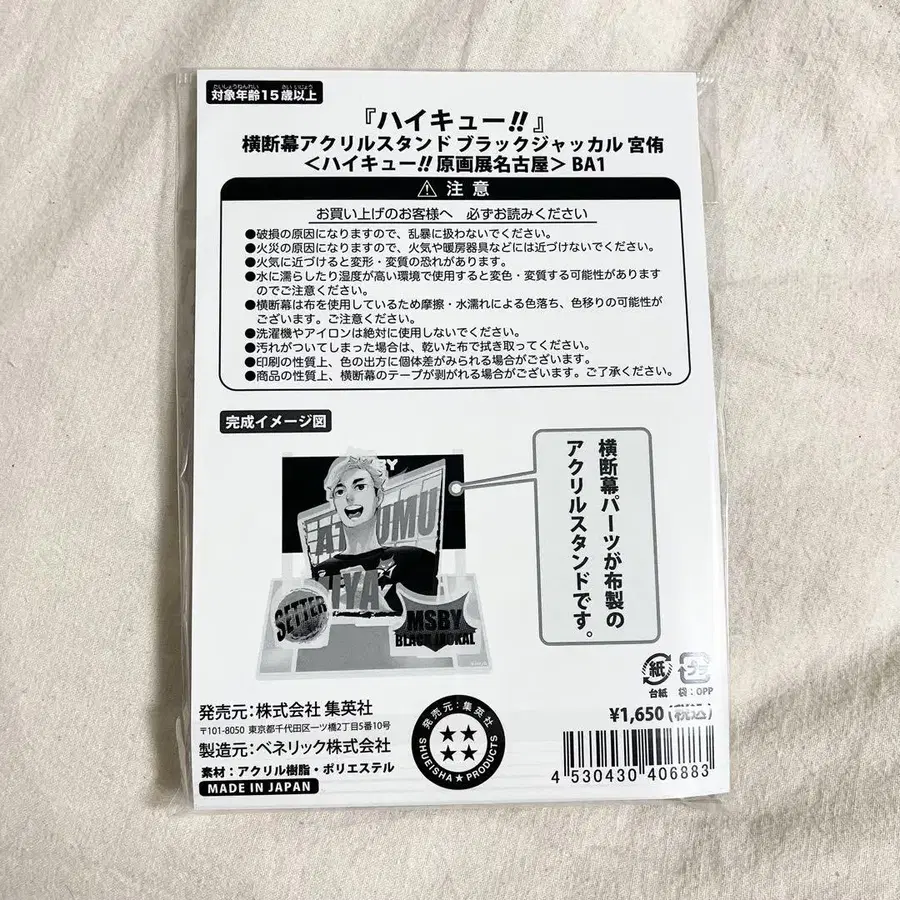 たいしょうねんれい さいいじょう
対象年齢15歳以上
『ハイキュー!!』
横断幕アクリルスタンド ブラックジャッカル 宮侑
＜ハイキュー!! 原画展名古屋＞ BA1
⚠ 注意
お買い上げのお客様へ 必ずお読みください
●破損の原因になりますので、乱暴に扱わないでください。
●火災の原因になりますので、火気や暖房器具などには近づけないでください。
●火気に近づけると変形・変質の恐れがあります。
●水に濡らしたり湿度が高い環境で使用すると変色・変質する可能性があります
のでご注意ください。
●横断幕は布を使用しているため摩擦・水濡れによる色落ち、色移りの可能性が
ございます。ご注意ください。
●洗濯機やアイロンは絶対に使用しないでください。
●汚れがついてしまった場合は、乾いた布で拭き取ってください。
●印刷の性質上、色の出方に個体差がみられる場合がございます。
●商品の性質上、横断幕のテープが剥がれる場合がございます。ご了承ください。
完成イメージ図
横断幕パーツが布製の
アクリルスタンドです。
SETTER
MSBY
BLACK JACKAL
紙
プラ
台紙 袋：OPP
¥1,650 (税込)
発売元：株式会社 集英社
〒101-8050 東京都千代田区一ツ橋2丁目5番10号
製造元：ベネリック株式会社
素材：アクリル樹脂・ポリエステル
MADE IN JAPAN
発売元：集英社
SHUEISHA★PRODUCTS
4 530430 406883